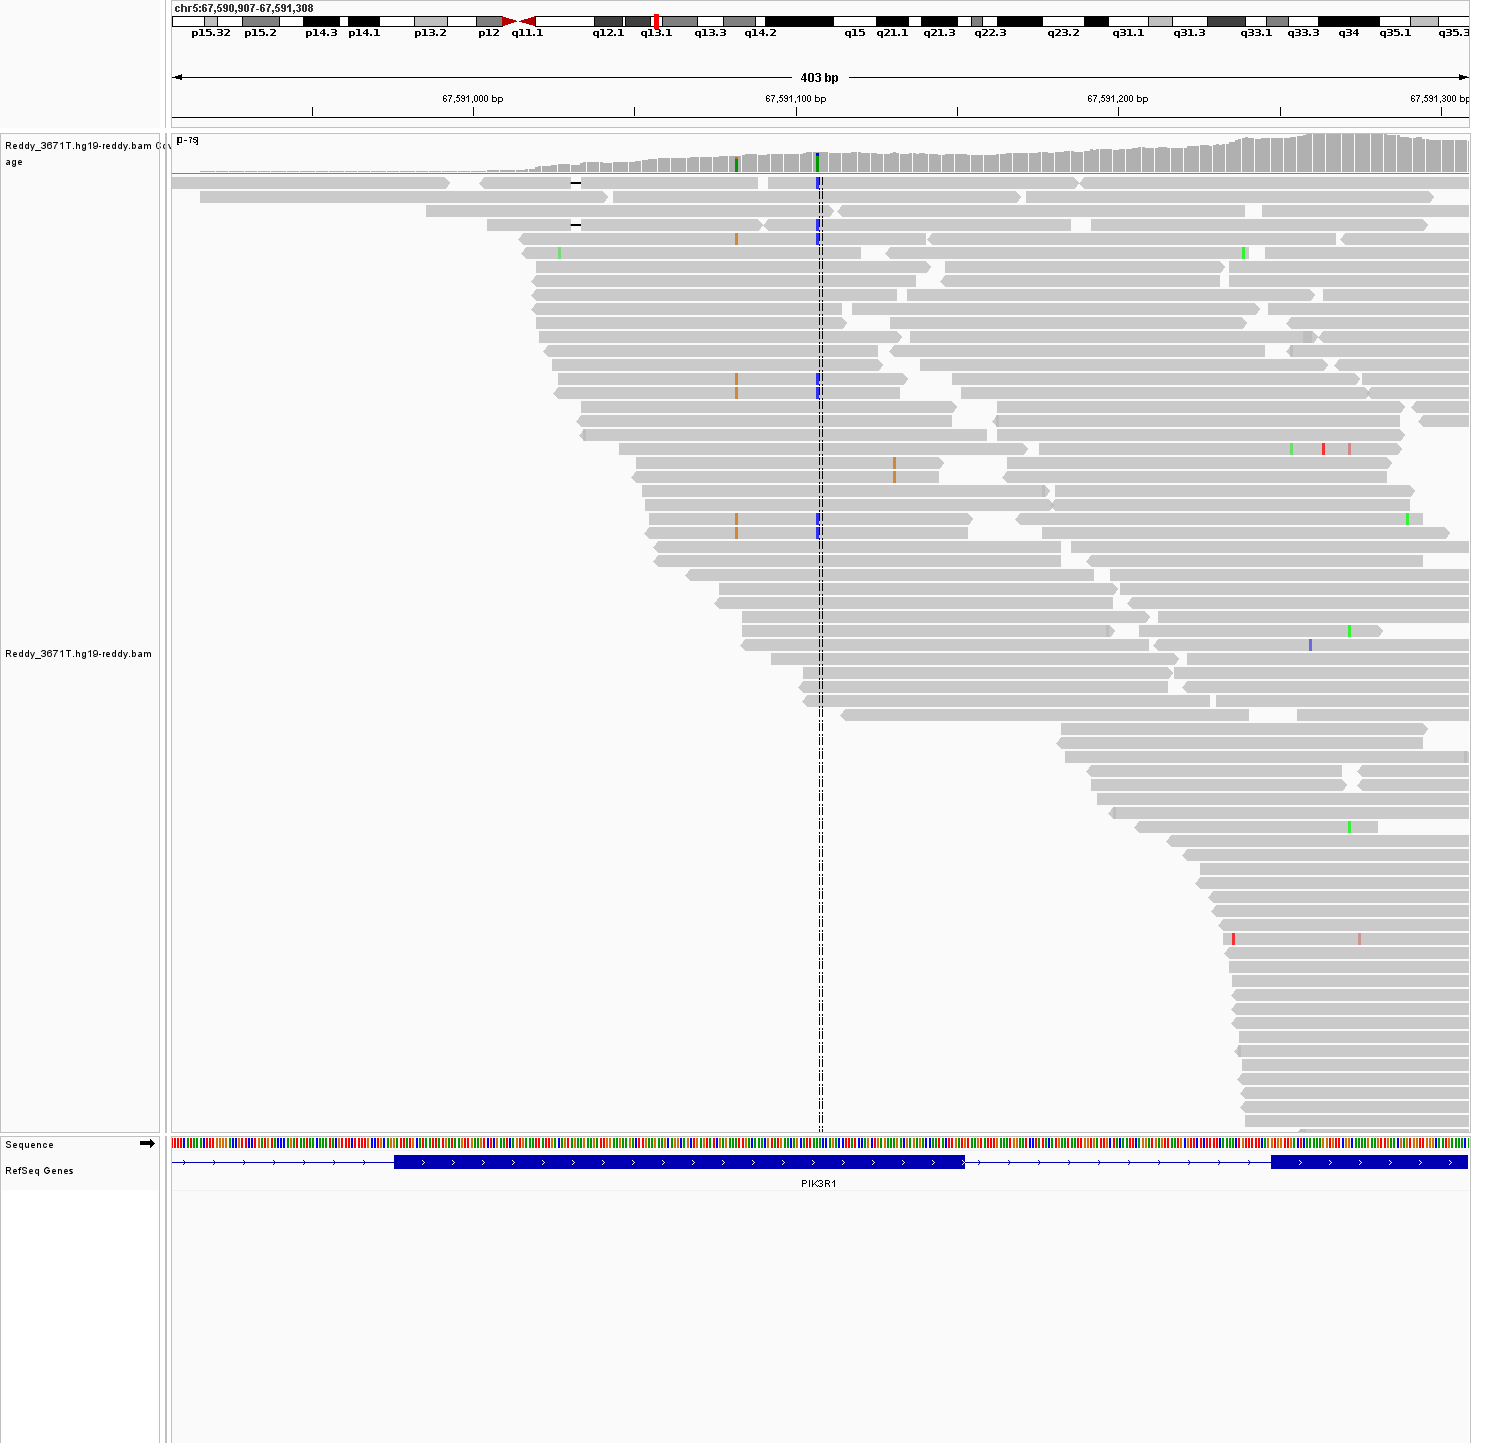 chr5:67,590,907-67,591,308
p15.32 p15.2 p14.3 p14.1 p13.2 p12 q11.1 q12.1 q13.1 q13.3 q14.2 q15 q21.1 q21.3 q22.3 q23.2 q31.1 q31.3 q33.1 q33.3 q34 q35.1 q35.3
403 bp
67,591,000 bp 67,591,100 bp 67,591,200 bp 67,591,300 bp
[0-79]
Reddy_3671T.hg19-reddy.bam Cov
age
Reddy_3671T.hg19-reddy.bam
Sequence
RefSeq Genes
PIK3R1